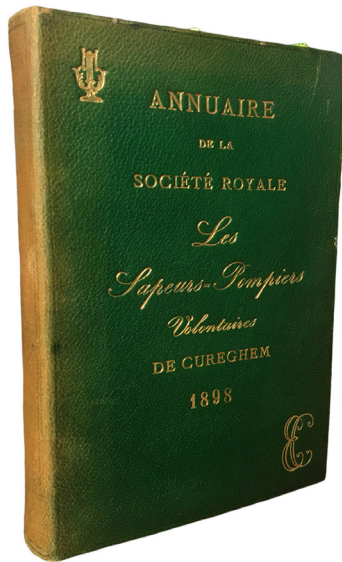 ANNUAIRE
DE LA
SOCIÉTÉ ROYALE
Les
Sapeurs-Pompiers
Volontaires
DE CUREGHEM
1898